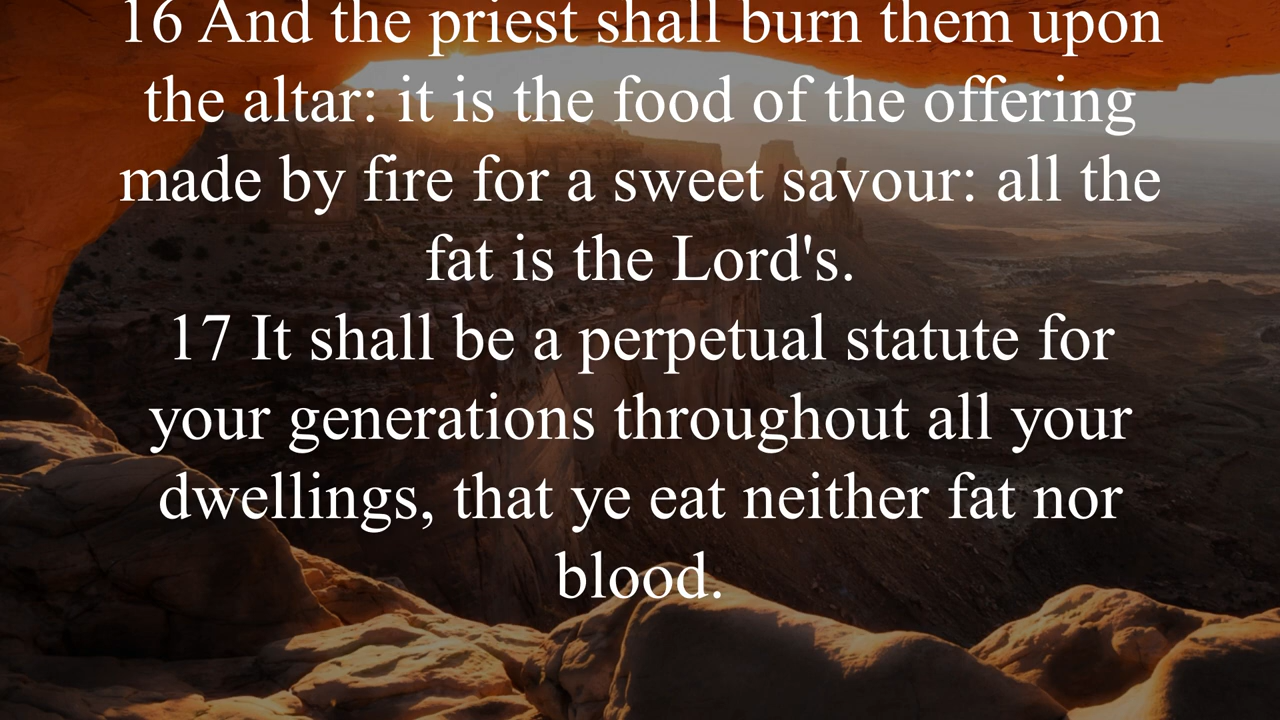 16 And the priest shall burn them upon
the altar: it is the food of the offering
made by fire for a sweet savour: all the
fat is the Lord's.
17 It shall be a perpetual statute for
your generations throughout all your
dwellings, that ye eat neither fat nor
blood.